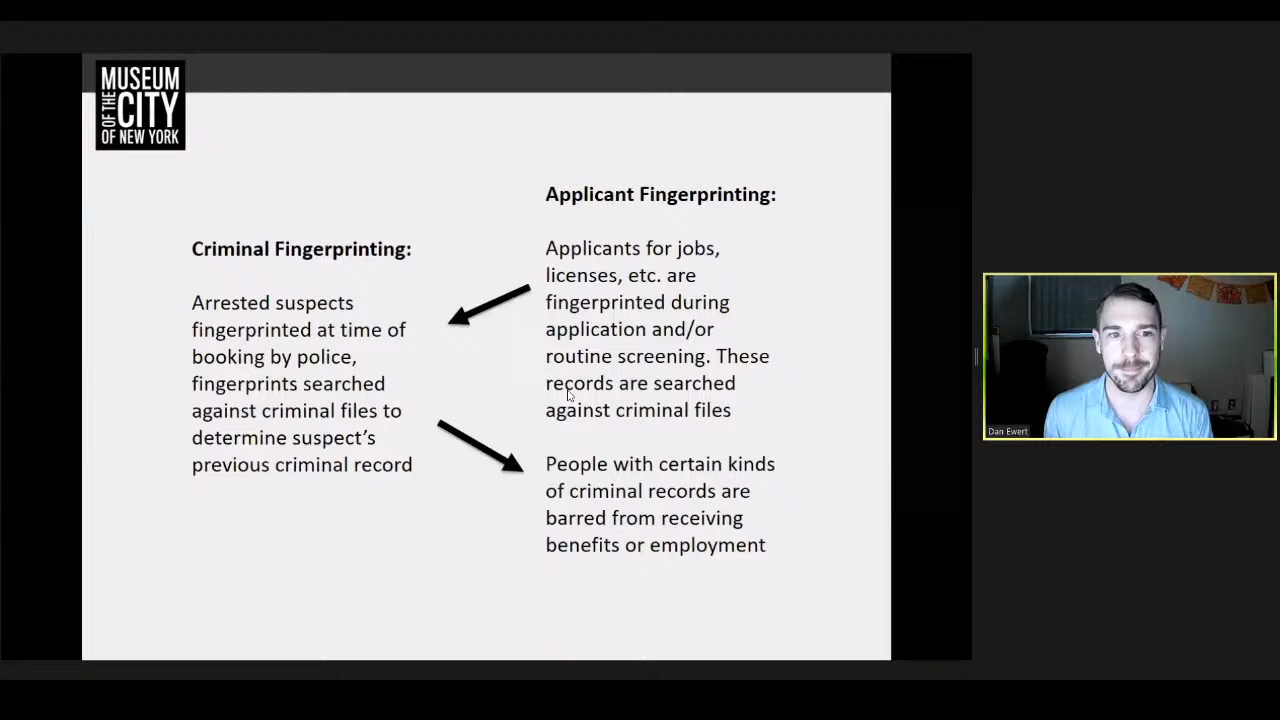 MUSEUM
OF THE
CITY
OF NEW YORK
Criminal Fingerprinting:
Arrested suspects
fingerprinted at time of
booking by police,
fingerprints searched
against criminal files to
determine suspect's
previous criminal record
Applicant Fingerprinting:
Applicants for jobs,
licenses, etc. are
fingerprinted during
application and/or
routine screening. These
records are searched
against criminal files
People with certain kinds
of criminal records are
barred from receiving
benefits or employment
Dan Ewert